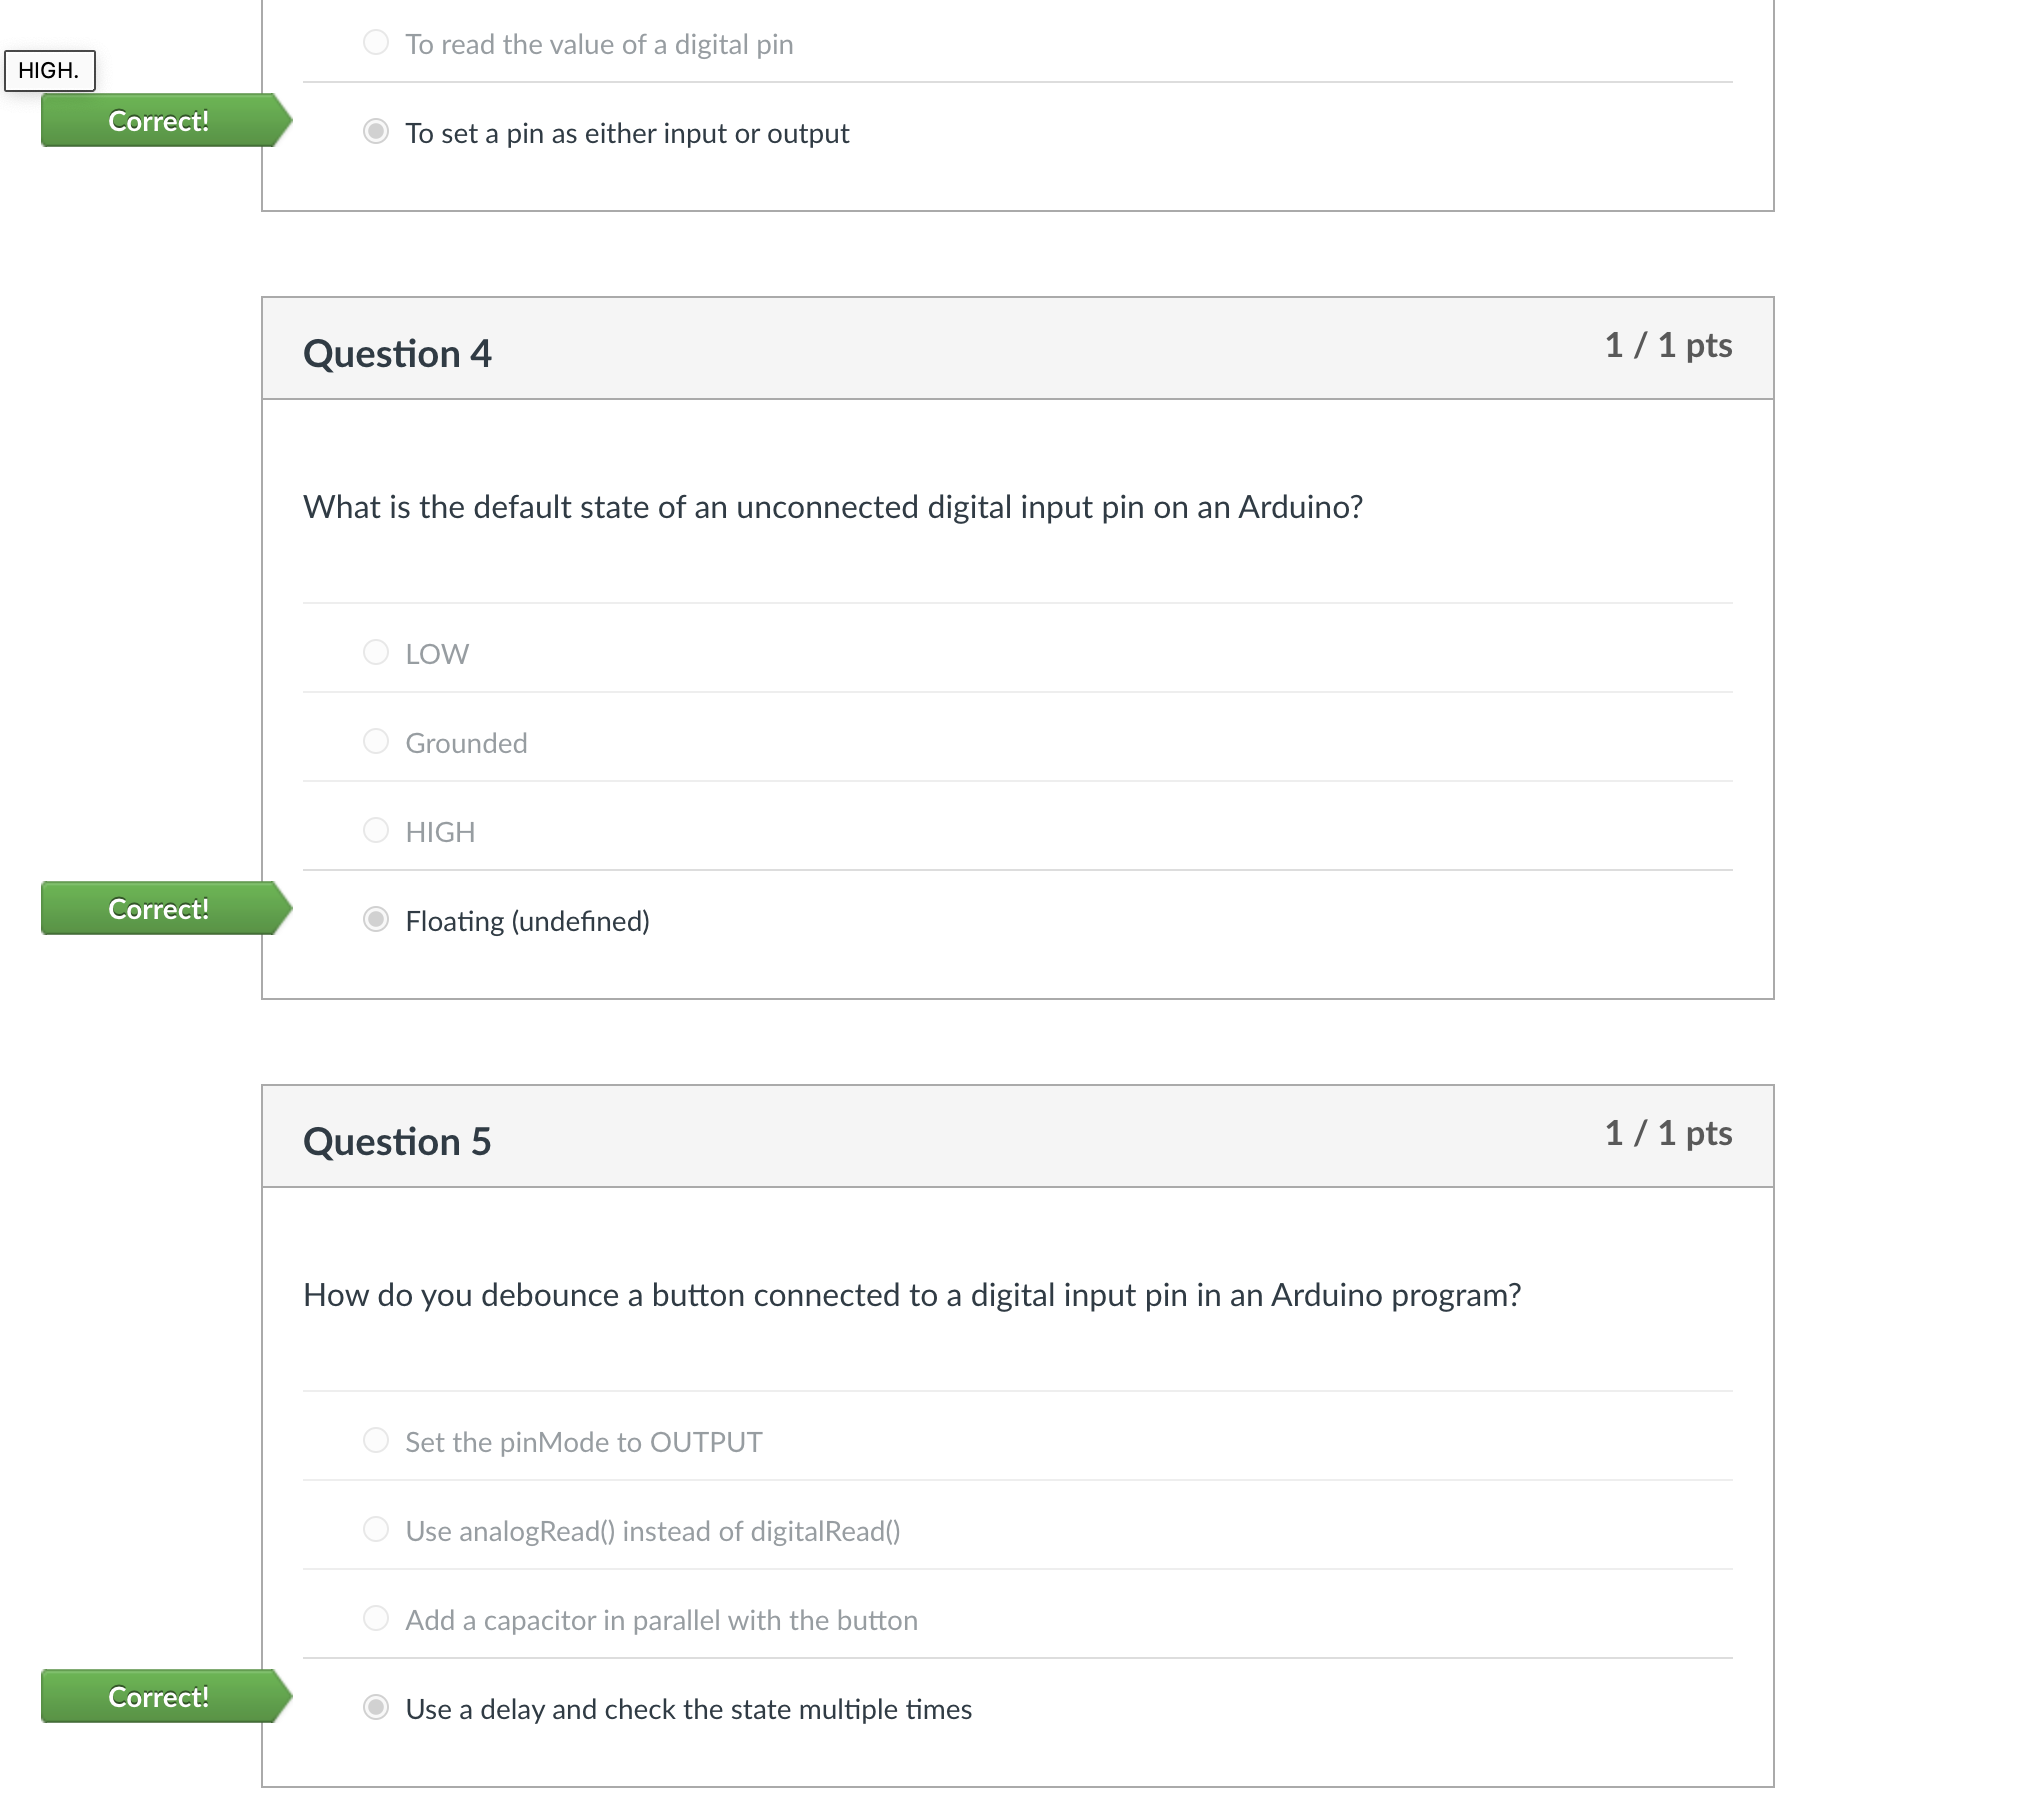 To read the value of a digital pin
HIGH.
Correct!
To set a pin as either input or output
Question 4
1 / 1 pts
What is the default state of an unconnected digital input pin on an Arduino?
LOW
Grounded
HIGH
Correct!
Floating (undefined)
Question 5
1 / 1 pts
How do you debounce a button connected to a digital input pin in an Arduino program?
Set the pinMode to OUTPUT
Use analogRead() instead of digitalRead()
Add a capacitor in parallel with the button
Correct!
Use a delay and check the state multiple times